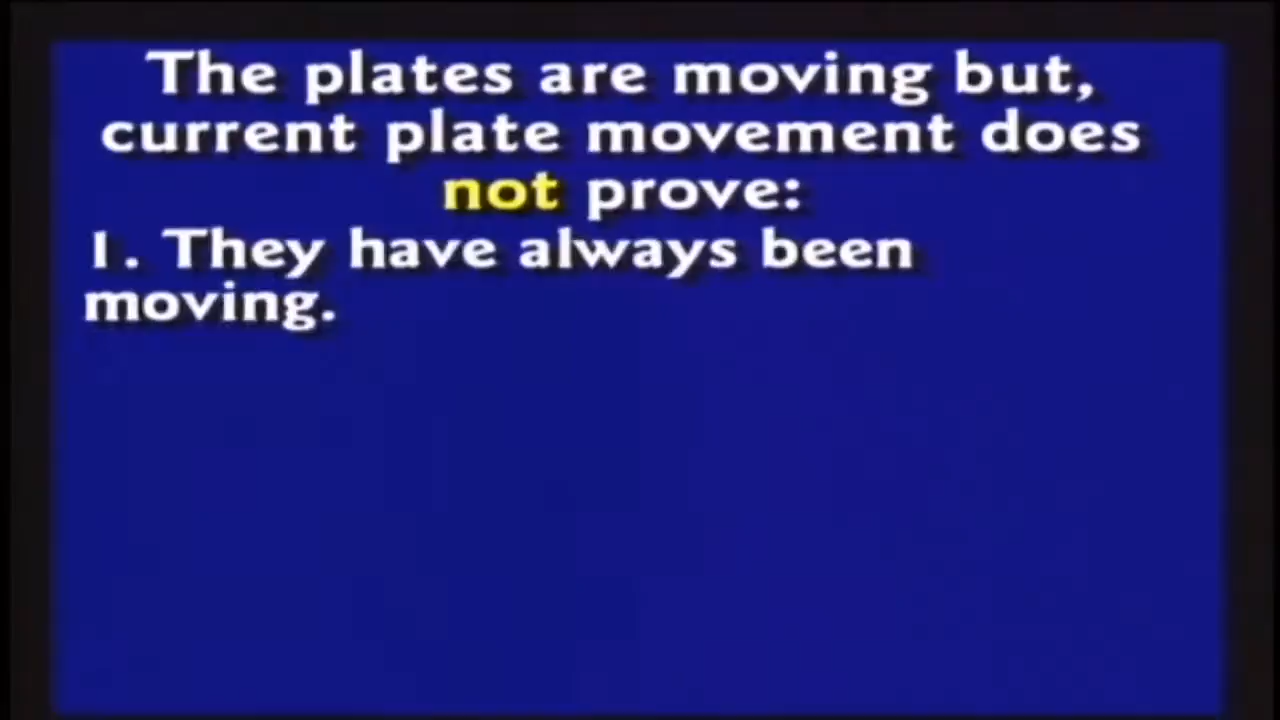 The plates are moving but,
current plate movement does
not prove:
1. They have always been
moving.